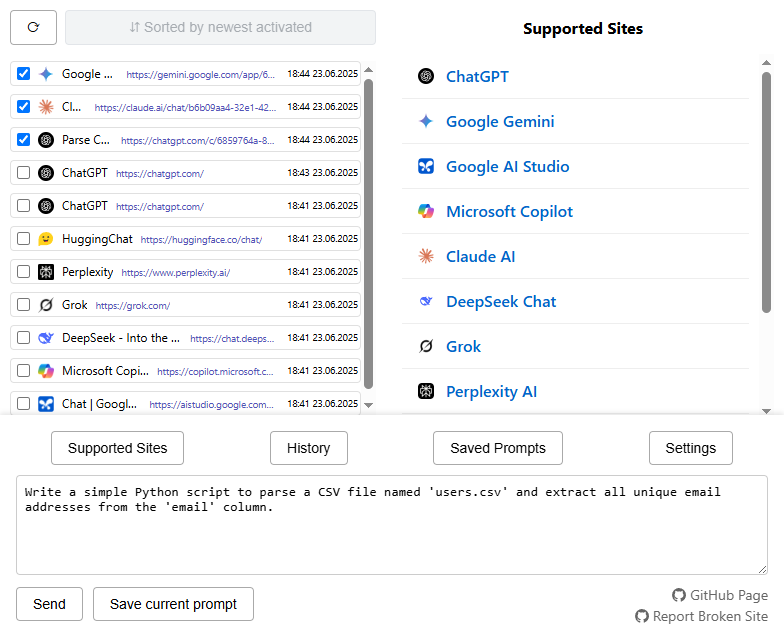 Sorted by newest activated
Google ... https://gemini.google.com/app/6... 18:44 23.06.2025
Cl... https://claude.ai/chat/b6b09aa4-32e1-42... 18:44 23.06.2025
Parse C... https://chatgpt.com/c/6859764a-8... 18:44 23.06.2025
ChatGPT https://chatgpt.com/ 18:43 23.06.2025
ChatGPT https://chatgpt.com/ 18:41 23.06.2025
HuggingChat https://huggingface.co/chat/ 18:41 23.06.2025
Perplexity https://www.perplexity.ai/ 18:41 23.06.2025
Grok https://grok.com/ 18:41 23.06.2025
DeepSeek - Into the ... https://chat.deeps... 18:41 23.06.2025
Microsoft Copi... https://copilot.microsoft.c... 18:41 23.06.2025
Chat | Googl... https://aistudio.google.com... 18:41 23.06.2025
Supported Sites
ChatGPT
Google Gemini
Google AI Studio
Microsoft Copilot
Claude AI
DeepSeek Chat
Grok
Perplexity AI
Supported Sites History Saved Prompts Settings
Write a simple Python script to parse a CSV file named 'users.csv' and extract all unique email
addresses from the 'email' column.
Send Save current prompt
GitHub Page
Report Broken Site